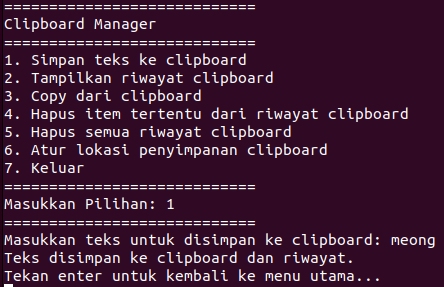 ============================
Clipboard Manager
============================
1. Simpan teks ke clipboard
2. Tampilkan riwayat clipboard
3. Copy dari clipboard
4. Hapus item tertentu dari riwayat clipboard
5. Hapus semua riwayat clipboard
6. Atur lokasi penyimpanan clipboard
7. Keluar
============================
Masukkan Pilihan: 1
============================
Masukkan teks untuk disimpan ke clipboard: meong
Teks disimpan ke clipboard dan riwayat.
Tekan enter untuk kembali ke menu utama...